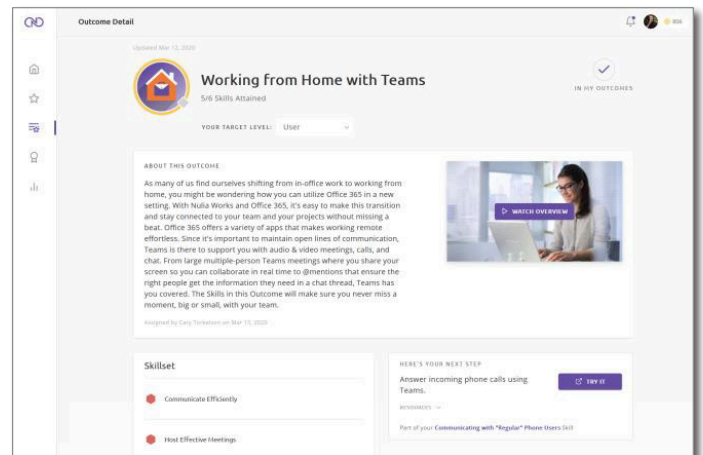 Outcome Detail
Updated Mar 12, 2020
Working from Home with Teams
5/6 Skills Attained
IN MY OUTCOMES
YOUR TARGET LEVEL: User
ABOUT THIS OUTCOME
As many of us find ourselves shifting from in-office work to working
from home, you might be wondering how you can utilize Office 365 in a new
setting. With Nulia Works and Office 365, it's easy to make this transition
and stay connected to your team and your projects without missing a
beat. Office 365 offers a variety of apps that makes working remote
effortless. Since it's important to maintain open lines of communication,
Teams is there to support you with audio & video meetings, calls, and
chat. From large multiple-person Teams meetings where you share your
screen so you can collaborate in real time to @mentions that ensure the
right people get the information they need in a chat thread, Teams has
you covered. The Skills in this Outcome will make sure you never miss a
moment, big or small, with your team.
Assigned by Cary on Mar 13, 2020
WATCH OVERVIEW
Skillset
Communicate Efficiently
Host Effective Meetings
HERE'S YOUR NEXT STEP
Answer incoming phone calls using
Teams.
TRY IT
RESOURCES
Part of your Communicating with "Regular" Phone Users Skill